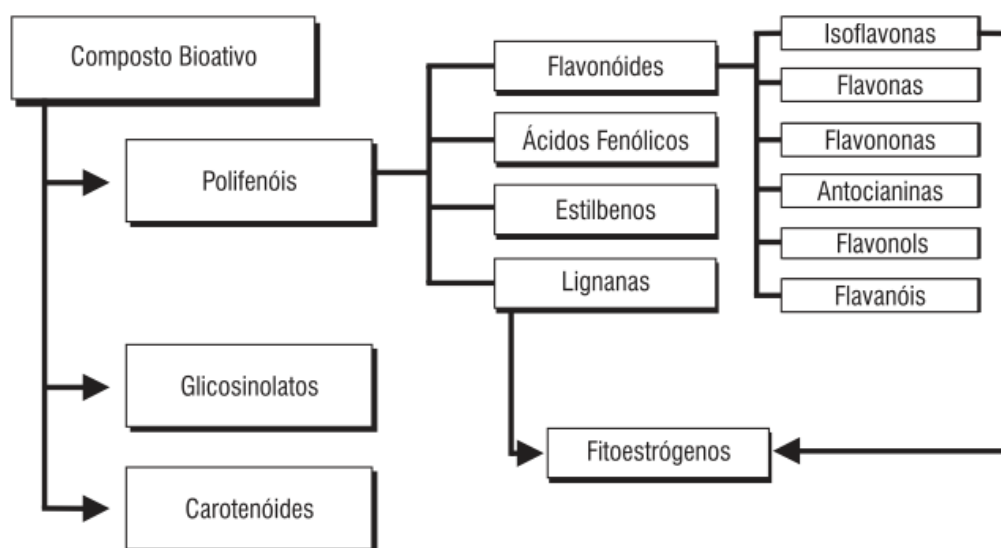 Composto Bioativo
Polifenóis
Glicosinolatos
Carotenóides
Flavonóides
Ácidos Fenólicos
Estilbenos
Lignanas
Fitoestrógenos
Isoflavonas
Flavonas
Flavononas
Antocianinas
Flavonols
Flavanóis